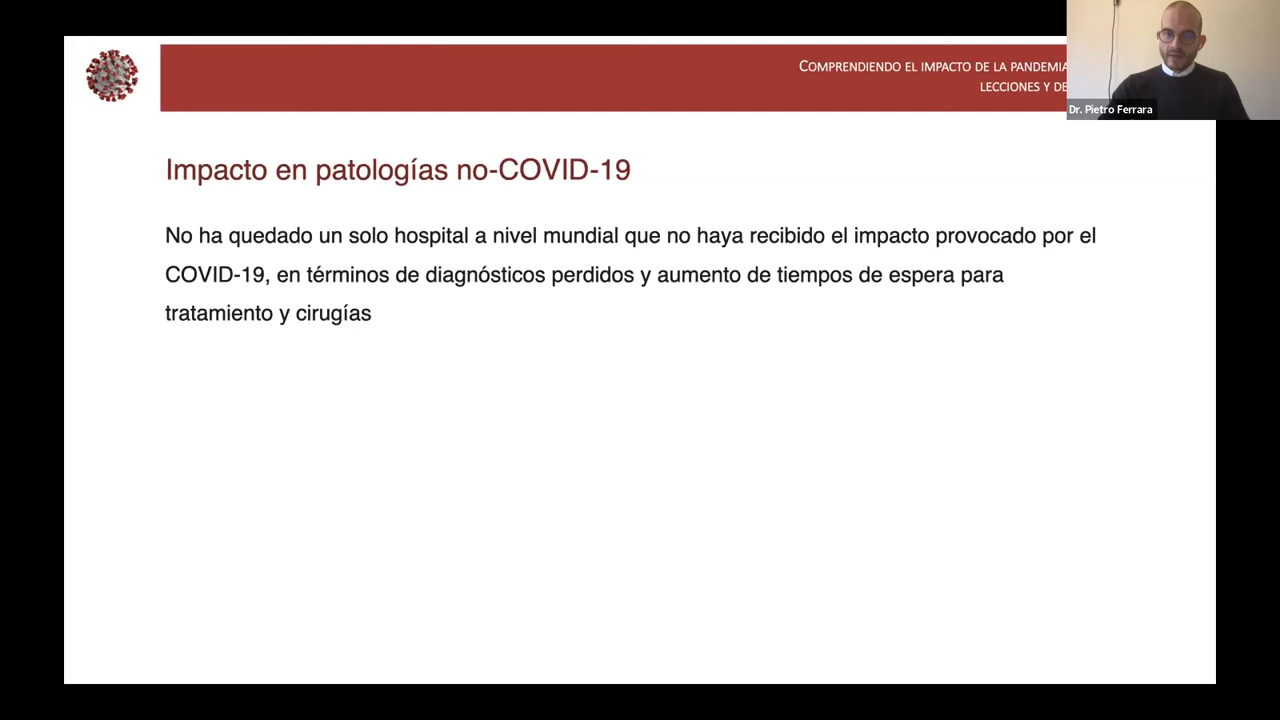 COMPRENDIENDO EL IMPACTO DE LA PANDEMIA
LECCIONES Y DE
Dr. Pietro Ferrara
Impacto en patologías no-COVID-19
No ha quedado un solo hospital a nivel mundial que no haya recibido el impacto provocado por el
COVID-19, en términos de diagnósticos perdidos y aumento de tiempos de espera para
tratamiento y cirugías